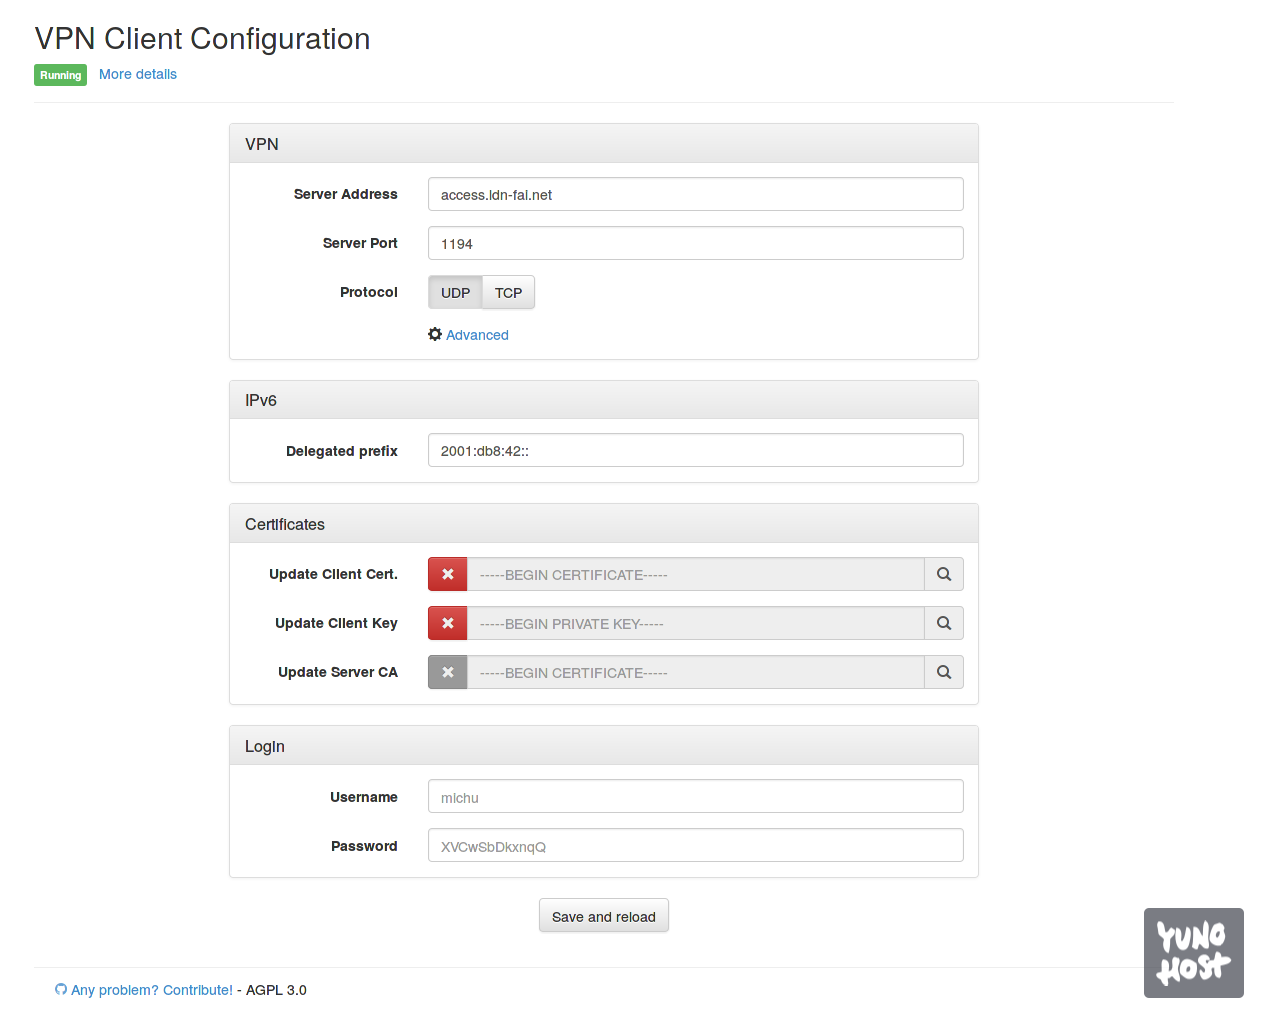 VPN Client Configuration
Running More details
VPN
Server Address access.ldn-fai.net
Server Port 1194
Protocol UDP TCP
Advanced
IPv6
Delegated prefix 2001:db8:42::
Certificates
Update Client Cert. -----BEGIN CERTIFICATE-----
Update Client Key -----BEGIN PRIVATE KEY-----
Update Server CA -----BEGIN CERTIFICATE-----
Login
Username michu
Password XVCwSbDkxnqQ
Save and reload
YUNO
HOST
Any problem? Contribute! - AGPL 3.0